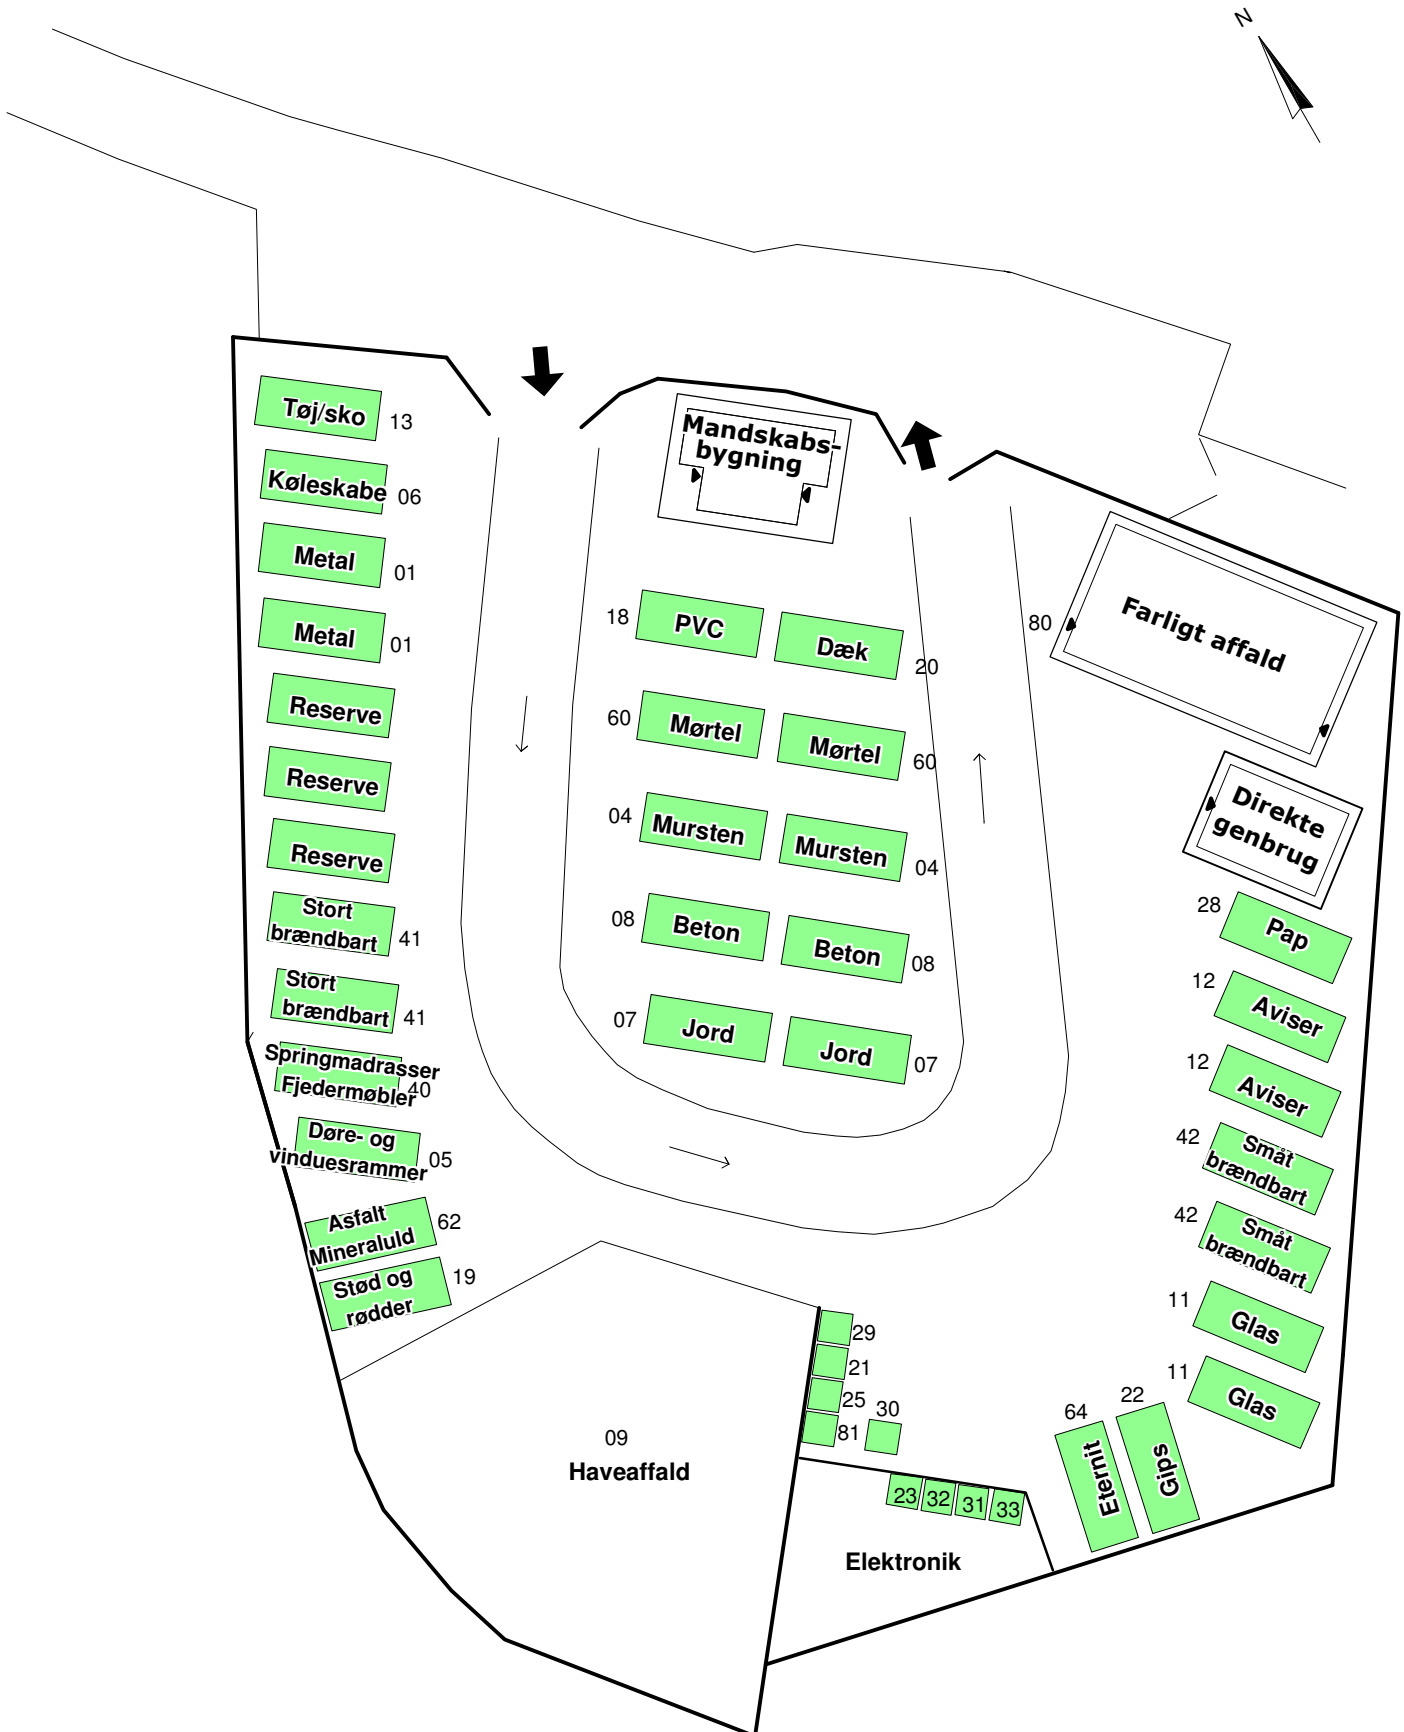 N
Tøj/sko
13
Køleskabe
06
Metal
01
Metal
01
Reserve
Reserve
Reserve
Stort
brændbart
41
Stort
brændbart
41
Springmadrasser
Fjedermøbler
40
Døre- og
vinduesrammer
05
Asfalt
Mineraluld
62
Stød og
rødder
19
Mandskabs-
bygning
18
PVC
Dæk
20
60
Mørtel
Mørtel
60
04
Mursten
Mursten
04
08
Beton
Beton
08
07
Jord
Jord
07
80
Farligt affald
Direkte
genbrug
28
Pap
12
Aviser
12
Aviser
42
Småt
brændbart
42
Småt
brændbart
11
Glas
11
Glas
22
Gips
64
Eternit
29
21
25
81
30
23
32
31
33
Elektronik
09
Haveaffald